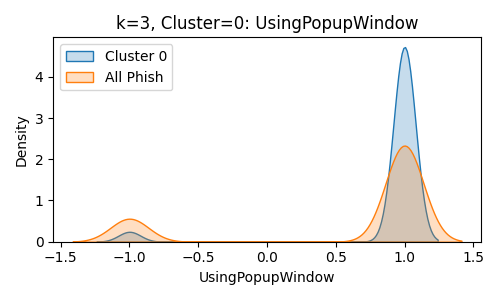 k=3, Cluster=0: UsingPopupWindow
Cluster 0
All Phish
Density
4
3
2
1
0
−1.5 −1.0 −0.5 0.0 0.5 1.0 1.5
UsingPopupWindow